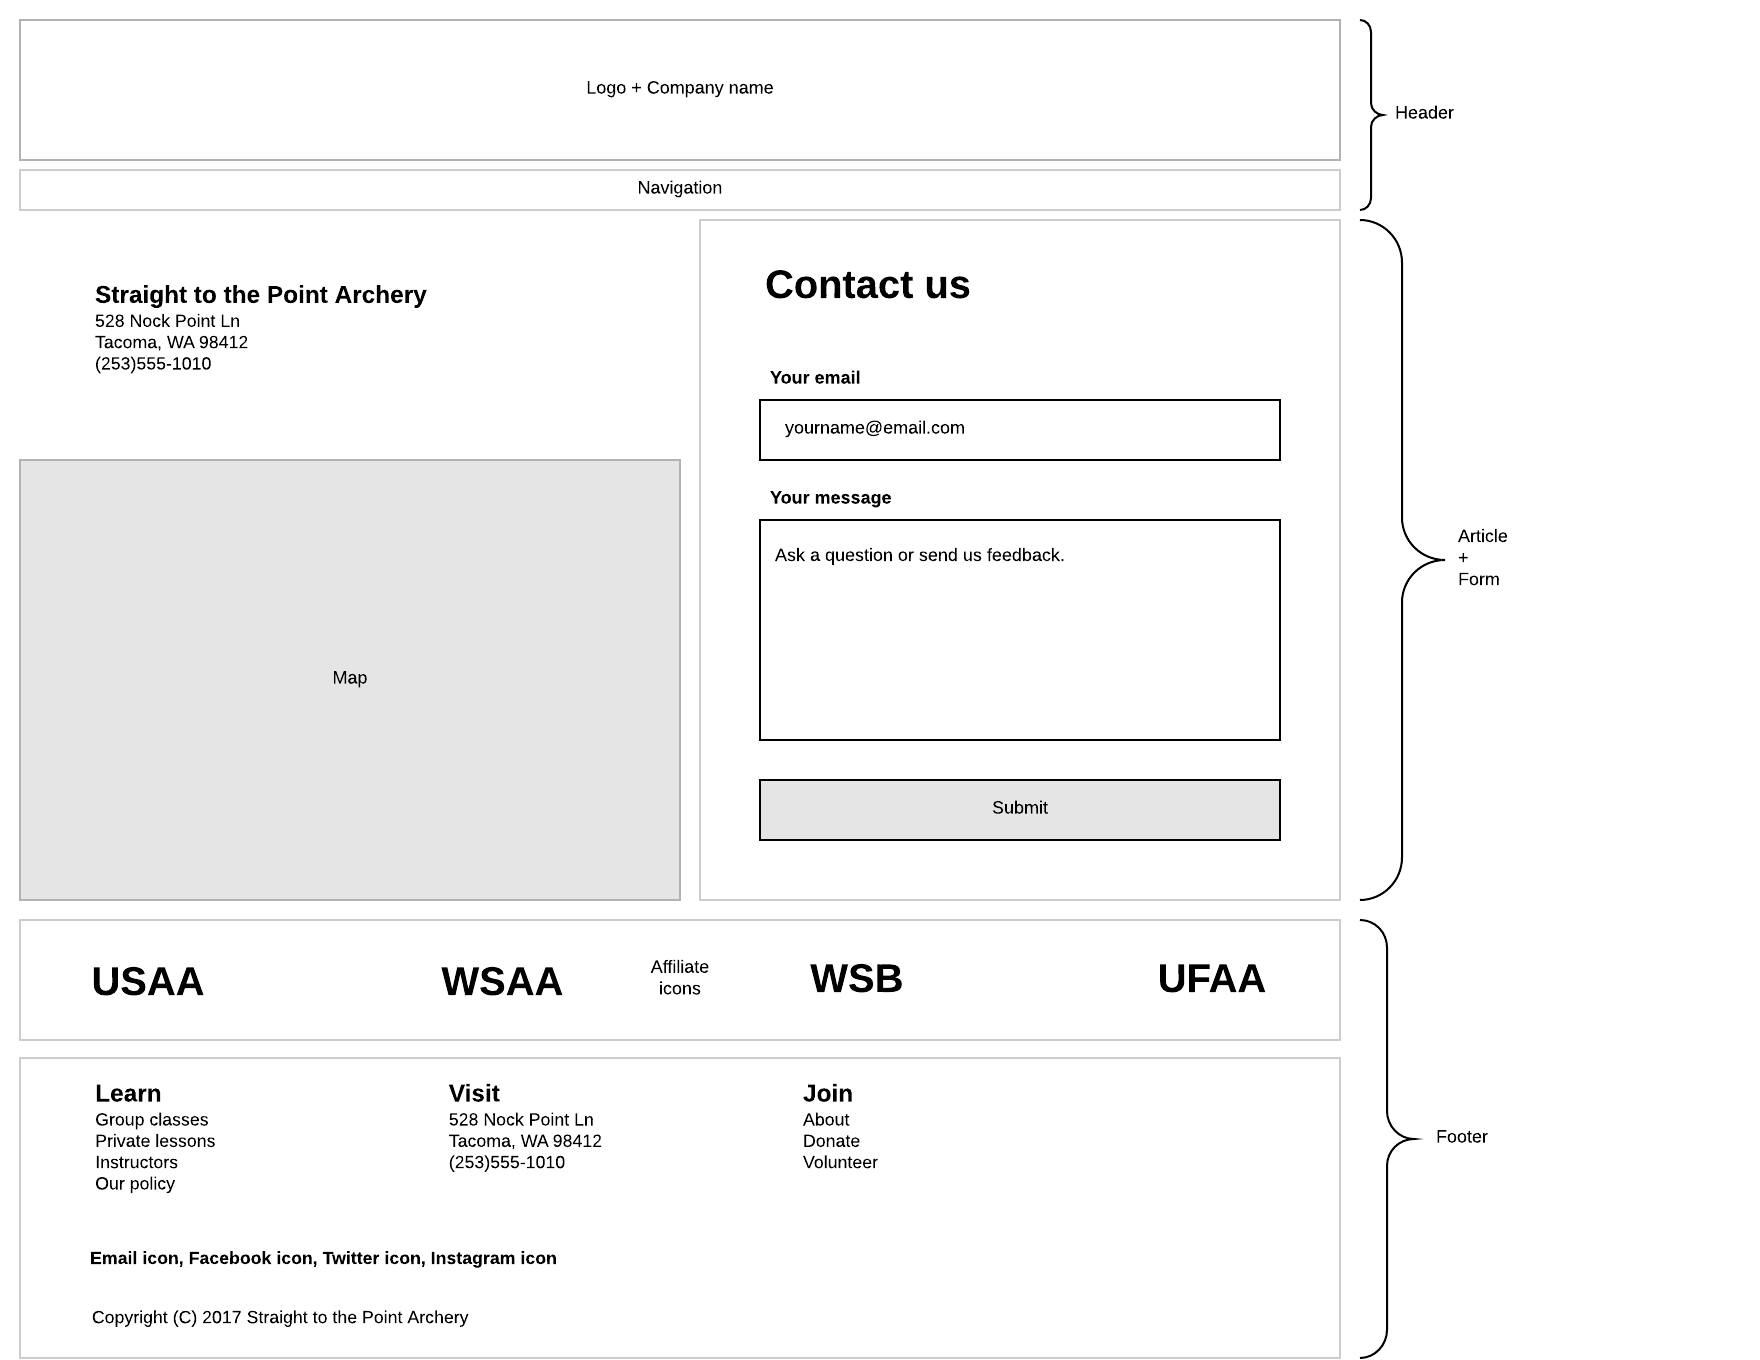 Logo + Company name
Header
Navigation
Straight to the Point Archery
528 Nock Point Ln
Tacoma, WA 98412
(253)555-1010
Map
Contact us
Your email
yourname@email.com
Your message
Ask a question or send us feedback.
Submit
Article
+
Form
USAA
WSAA
Affiliate
icons
WSB
UFAA
Learn
Group classes
Private lessons
Instructors
Our policy
Visit
528 Nock Point Ln
Tacoma, WA 98412
(253)555-1010
Join
About
Donate
Volunteer
Footer
Email icon, Facebook icon, Twitter icon, Instagram icon
Copyright (C) 2017 Straight to the Point Archery